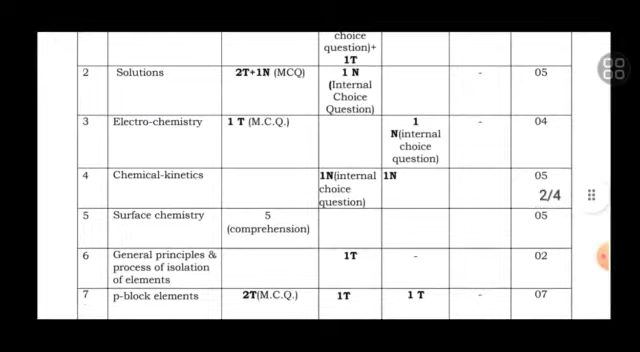 choice
question)+
1T
2 Solutions 2T+1N (MCQ) 1 N - 05
(Internal
Choice
Question)
3 Electro-chemistry 1 T (M.C.Q.) 1 - 04
N(internal
choice
question)
4 Chemical-kinetics 1N(internal 1N 05
choice
question)
2/4
5 Surface chemistry 5 05
(comprehension)
6 General principles & 1T - 02
process of isolation
of elements
7 p-block elements 2T(M.C.Q.) 1T 1 T - 07